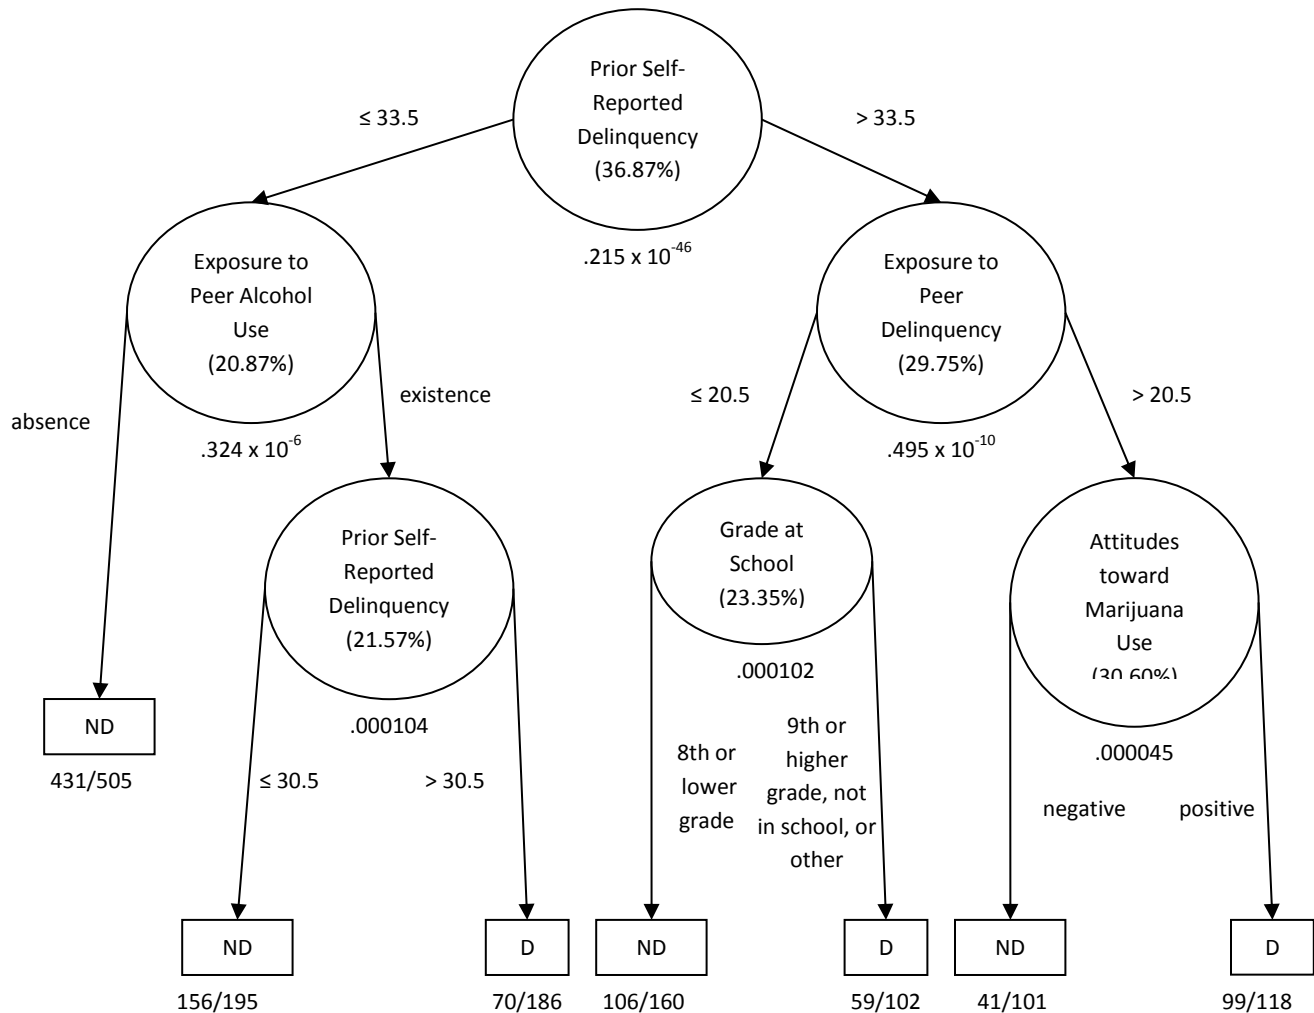 Prior Self-
Reported
Delinquency
(36.87%)
.215 x 10-46
≤ 33.5
> 33.5
Exposure to
Peer Alcohol
Use
(20.87%)
.324 x 10-6
Exposure to
Peer
Delinquency
(29.75%)
.495 x 10-10
absence
existence
≤ 20.5
> 20.5
ND
431/505
Prior Self-
Reported
Delinquency
(21.57%)
.000104
Grade at
School
(23.35%)
.000102
Attitudes
toward
Marijuana
Use
(30.60%)
.000045
≤ 30.5
> 30.5
8th or
lower
grade
9th or
higher
grade, not
in school, or
other
negative
positive
ND
156/195
D
70/186
ND
106/160
D
59/102
ND
41/101
D
99/118